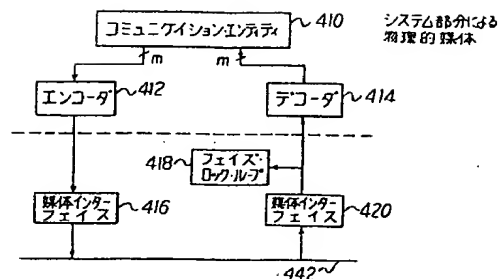 コミュニケイション・エンティティ
410
システム部分による
物理的媒体
m
m
エンコーダ
412
デコーダ
414
418
フェイズ・
ロック・ループ
媒体インター
フェイス
416
媒体インター
フェイス
420
442